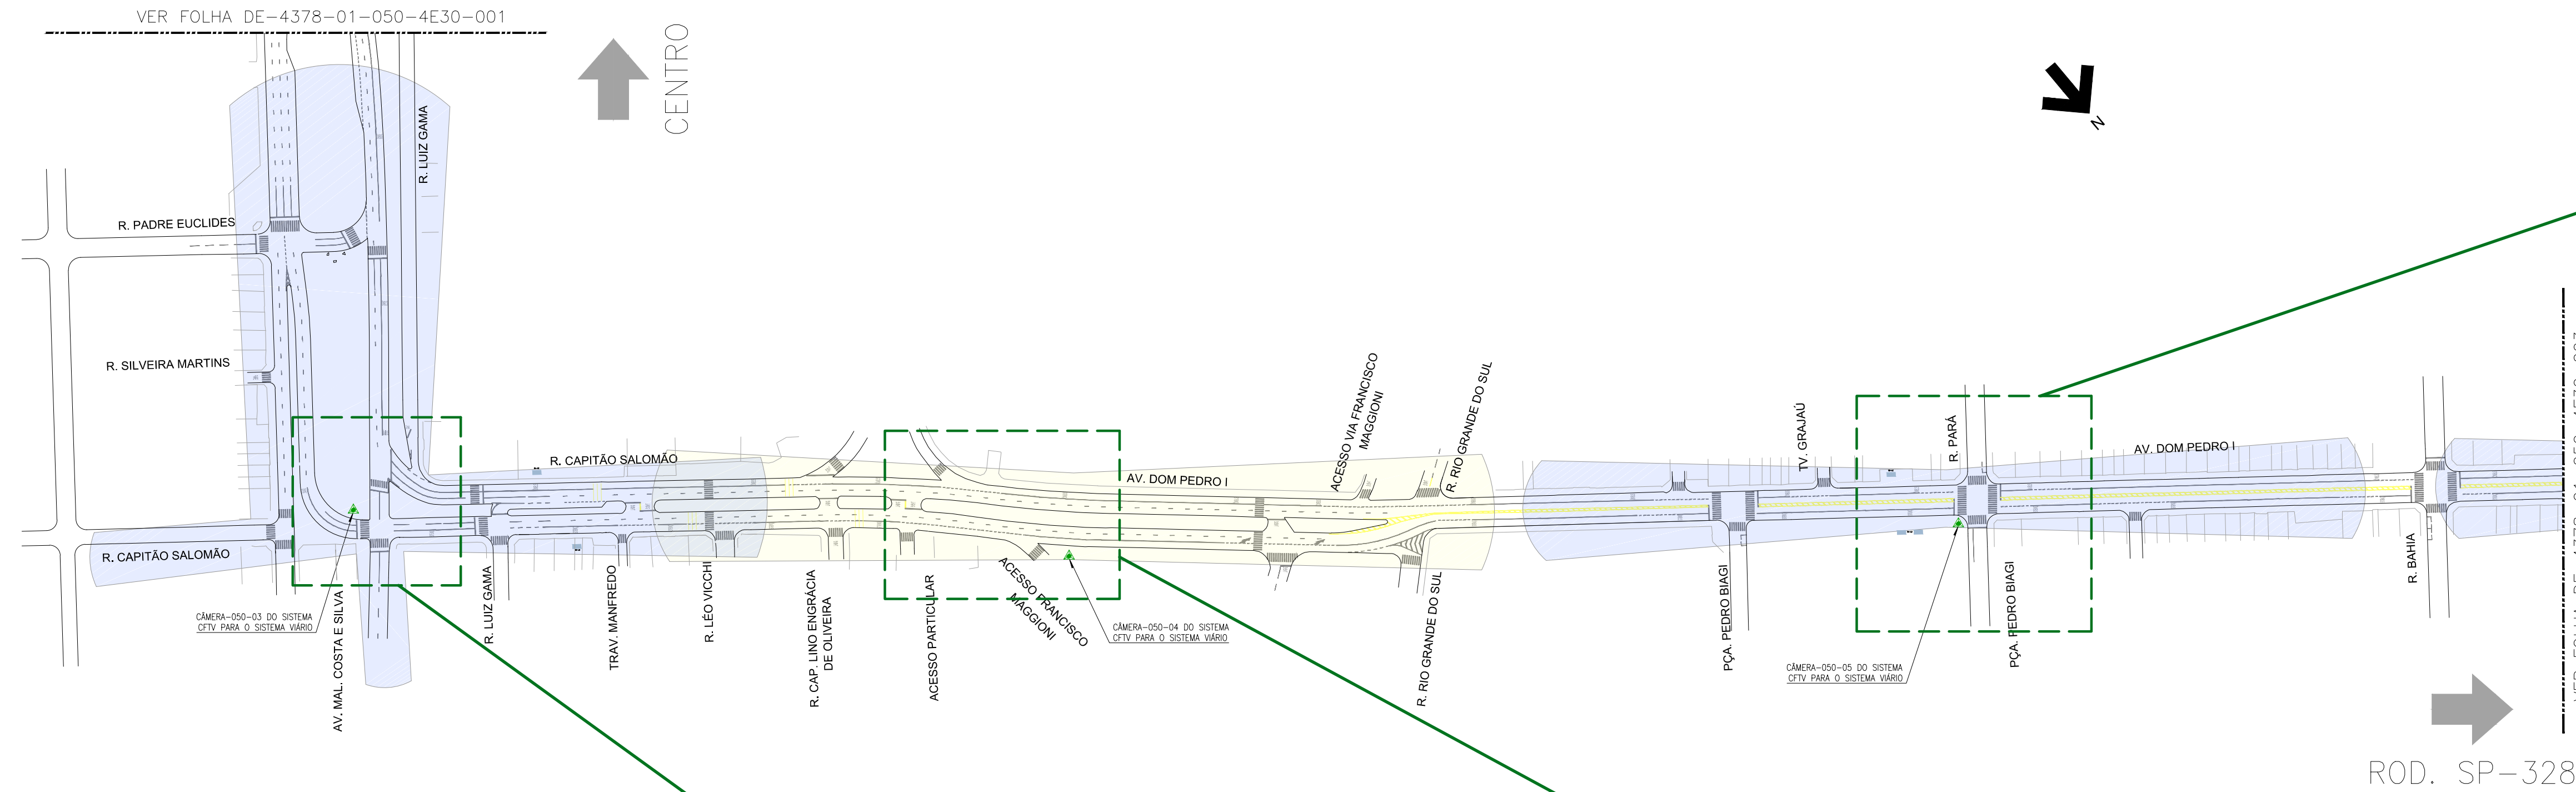 VER FOLHA DE-4378-01-050-4E30-001
CENTRO
N
R. LUIZ GAMA
R. PADRE EUCLIDES
R. SILVEIRA MARTINS
R. CAPITÃO SALOMÃO
R. CAPITÃO SALOMÃO
CÂMERA-050-03 DO SISTEMA
CFTV PARA O SISTEMA VIÁRIO
AV. MAL. COSTA E SILVA
R. LUIZ GAMA
TRAV. MANFREDO
R. LÉO VICCHI
R. CAP. LINO ENGRÁCIA
DE OLIVEIRA
ACESSO PARTICULAR
ACESSO FRANCISCO
MAGGIONI
CÂMERA-050-04 DO SISTEMA
CFTV PARA O SISTEMA VIÁRIO
AV. DOM PEDRO I
ACESSO VIA FRANCISCO
MAGGIONI
R. RIO GRANDE DO SUL
R. RIO GRANDE DO SUL
PÇA. PEDRO BIAGI
TV. GRAJAÚ
R. PARÁ
CÂMERA-050-05 DO SISTEMA
CFTV PARA O SISTEMA VIÁRIO
PÇA. PEDRO BIAGI
AV. DOM PEDRO I
R. BAHIA
ROD. SP-328